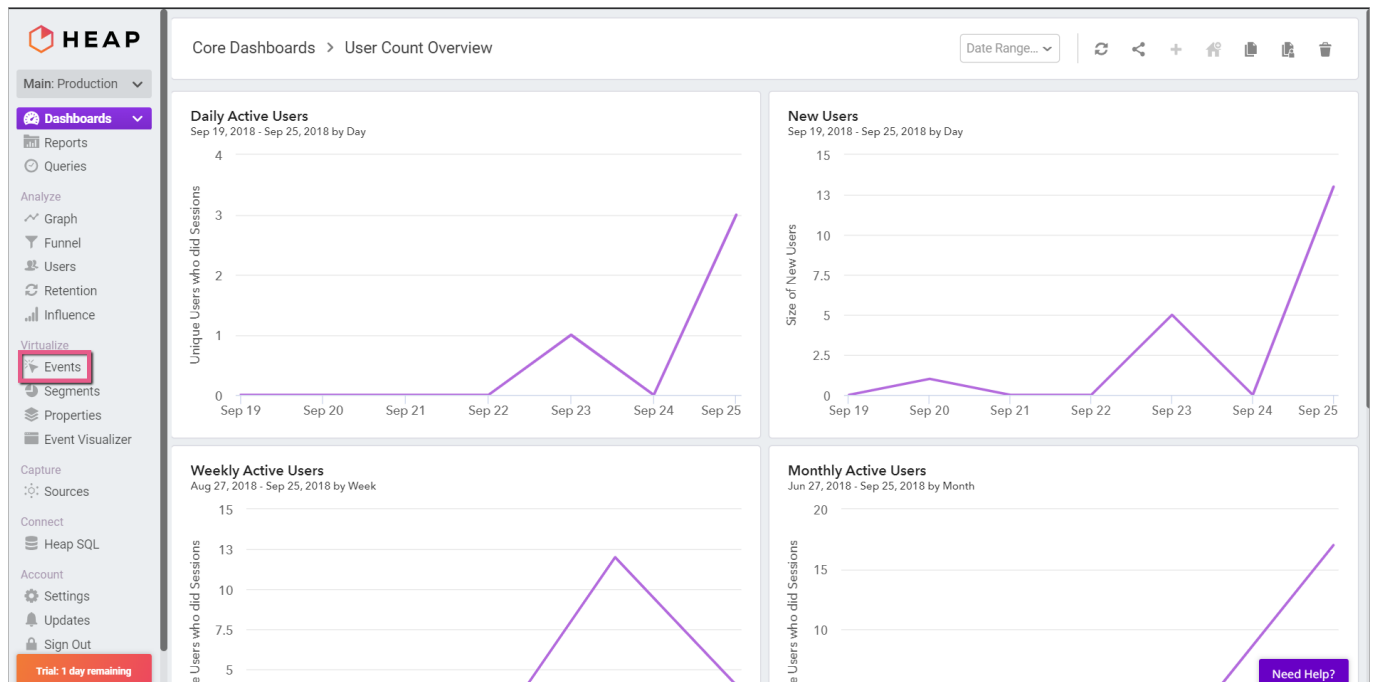 HEAP
Main: Production
Dashboards
Reports
Queries
Analyze
Graph
Funnel
Users
Retention
Influence
Virtualize
Events
Segments
Properties
Event Visualizer
Capture
Sources
Connect
Heap SQL
Account
Settings
Updates
Sign Out
Trial: 1 day remaining
Core Dashboards > User Count Overview
Date Range...
Daily Active Users
Sep 19, 2018 - Sep 25, 2018 by Day
Unique Users who did Sessions
4
3
2
1
0
Sep 19 Sep 20 Sep 21 Sep 22 Sep 23 Sep 24 Sep 25
New Users
Sep 19, 2018 - Sep 25, 2018 by Day
Size of New Users
15
13
10
7.5
5
2.5
0
Sep 19 Sep 20 Sep 21 Sep 22 Sep 23 Sep 24 Sep 25
Weekly Active Users
Aug 27, 2018 - Sep 25, 2018 by Week
Users who did Sessions
15
13
10
7.5
5
Monthly Active Users
Jun 27, 2018 - Sep 25, 2018 by Month
Users who did Sessions
20
15
10
Need Help?